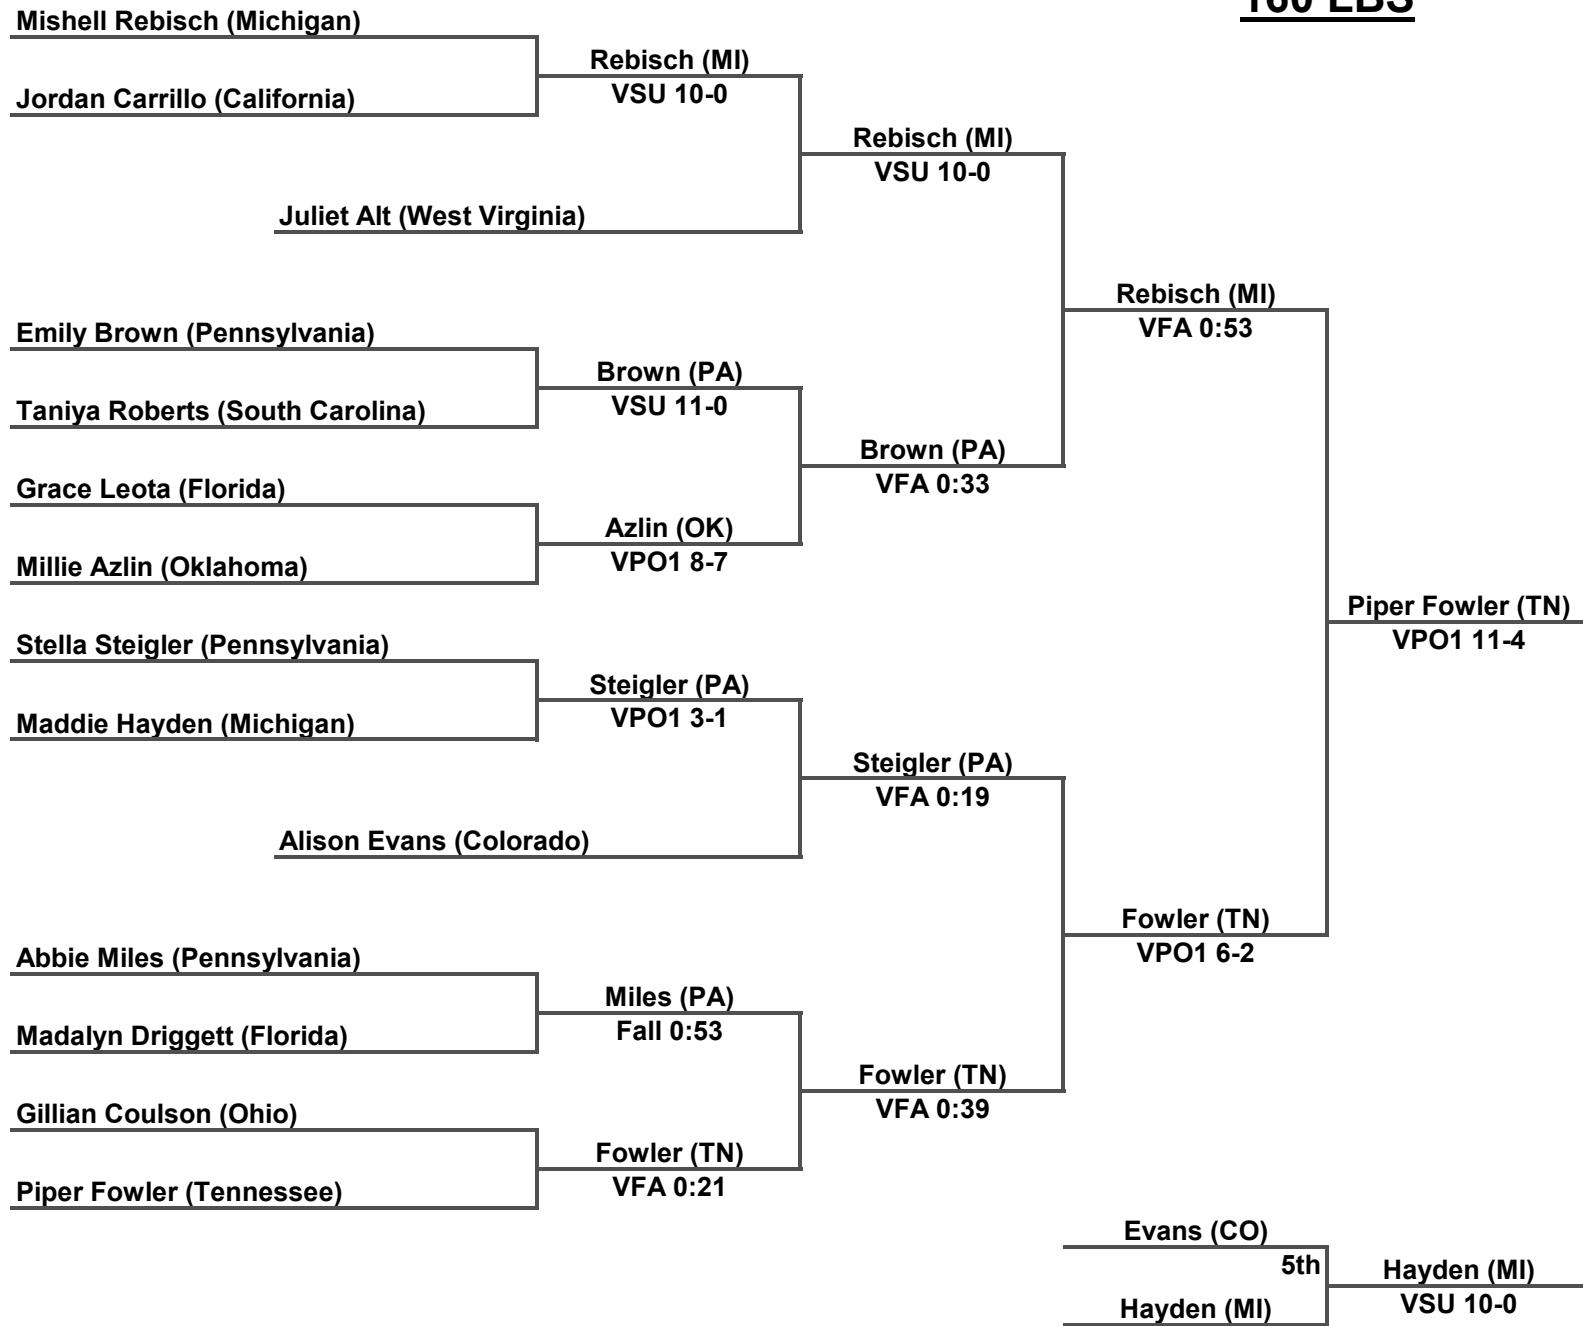 160 LBS
Mishell Rebisch (Michigan)
Rebisch (MI)
VSU 10-0
Jordan Carrillo (California)
Rebisch (MI)
VSU 10-0
Juliet Alt (West Virginia)
Rebisch (MI)
VFA 0:53
Emily Brown (Pennsylvania)
Brown (PA)
VSU 11-0
Taniya Roberts (South Carolina)
Brown (PA)
VFA 0:33
Grace Leota (Florida)
Azlin (OK)
VPO1 8-7
Millie Azlin (Oklahoma)
Piper Fowler (TN)
VPO1 11-4
Stella Steigler (Pennsylvania)
Steigler (PA)
VPO1 3-1
Maddie Hayden (Michigan)
Steigler (PA)
VFA 0:19
Alison Evans (Colorado)
Fowler (TN)
VPO1 6-2
Abbie Miles (Pennsylvania)
Miles (PA)
Fall 0:53
Madalyn Driggett (Florida)
Fowler (TN)
VFA 0:39
Gillian Coulson (Ohio)
Fowler (TN)
VFA 0:21
Piper Fowler (Tennessee)
Evans (CO)
5th
Hayden (MI)
VSU 10-0
Hayden (MI)